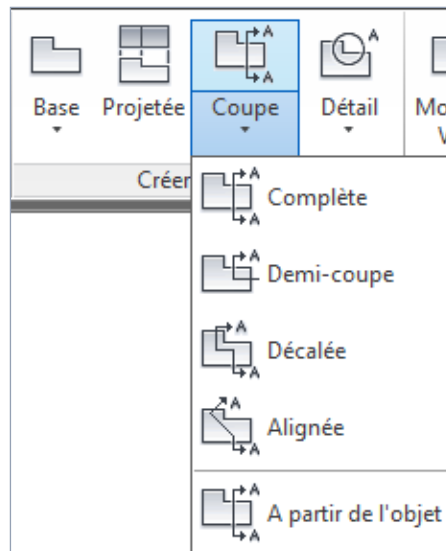 Base Projetée Coupe Détail
Créer
Complète
Demi-coupe
Décalée
Alignée
A partir de l'objet